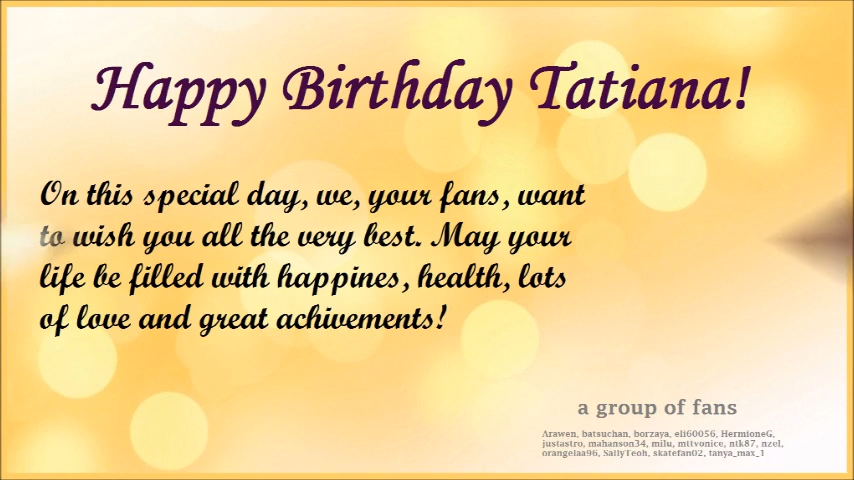 Happy Birthday Tatiana!
On this special day, we, your fans, want
to wish you all the very best. May your
life be filled with happines, health, lots
of love and great achivements!
a group of fans
Arawen, batsuchan, borzaya, eli60056, HermioneG,
justastro, mahanson34, milu, mttvonice, ntk87, nzel,
orangelaa96, SallyTeoh, skatefan02, tanya_max_1